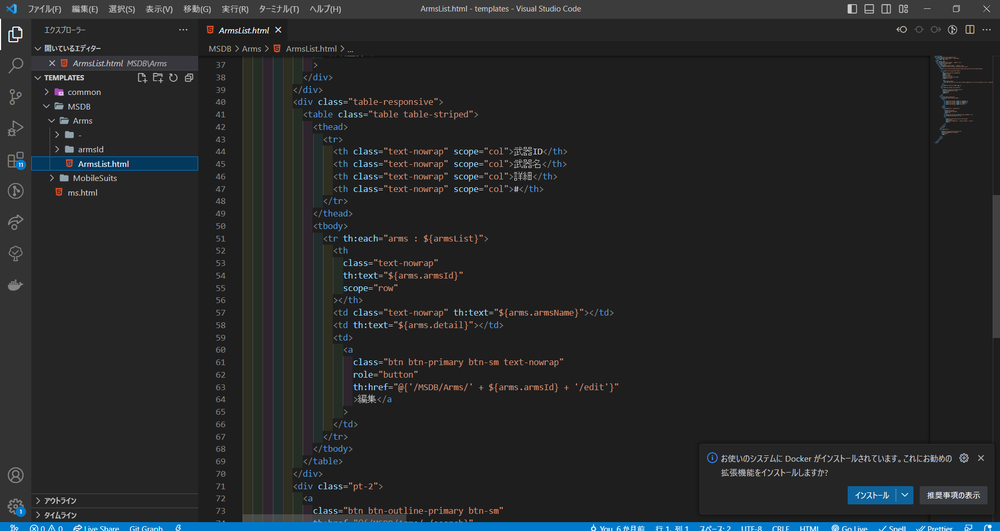 ファイル(F) 編集(E) 選択(S) 表示(V) 移動(G) 実行(R) ターミナル(T) ヘルプ(H) ArmsList.html - templates - Visual Studio Code
エクスプローラー
開いているエディター
ArmsList.html MSDB\Arms
TEMPLATES
common
MSDB
Arms
-
armsId
ArmsList.html
MobileSuits
ms.html
アウトライン
タイムライン
11
1
ArmsList.html
MSDB > Arms > ArmsList.html > ...
37 >
38 </div>
39 </div>
40 <div class="table-responsive">
41 <table class="table table-striped">
42 <thead>
43 <tr>
44 <th class="text-nowrap" scope="col">武器ID</th>
45 <th class="text-nowrap" scope="col">武器名</th>
46 <th class="text-nowrap" scope="col">詳細</th>
47 <th class="text-nowrap" scope="col">#</th>
48 </tr>
49 </thead>
50 <tbody>
51 <tr th:each="arms : ${armsList}">
52 <th
53 class="text-nowrap"
54 th:text="${arms.armsId}"
55 scope="row"
56 ></th>
57 <td class="text-nowrap" th:text="${arms.armsName}"></td>
58 <td th:text="${arms.detail}"></td>
59 <td>
60 <a
61 class="btn btn-primary btn-sm text-nowrap"
62 role="button"
63 th:href="@{'/MSDB/Arms/' + ${arms.armsId} + '/edit'}"
64 >編集</a
65 >
66 </td>
67 </tr>
68 </tbody>
69 </table>
70 </div>
71 <div class="pt-2">
72 <a
73 class="btn btn-outline-primary btn-sm"
お使いのシステムに Docker がインストールされています。これにお勧めの
拡張機能をインストールしますか?
インストール 推奨事項の表示
0 0 Live Share Git Graph You, 6 か月前 行 1、列 1 スペース: 2 UTF-8 CRLF HTML Go Live Spell Prettier